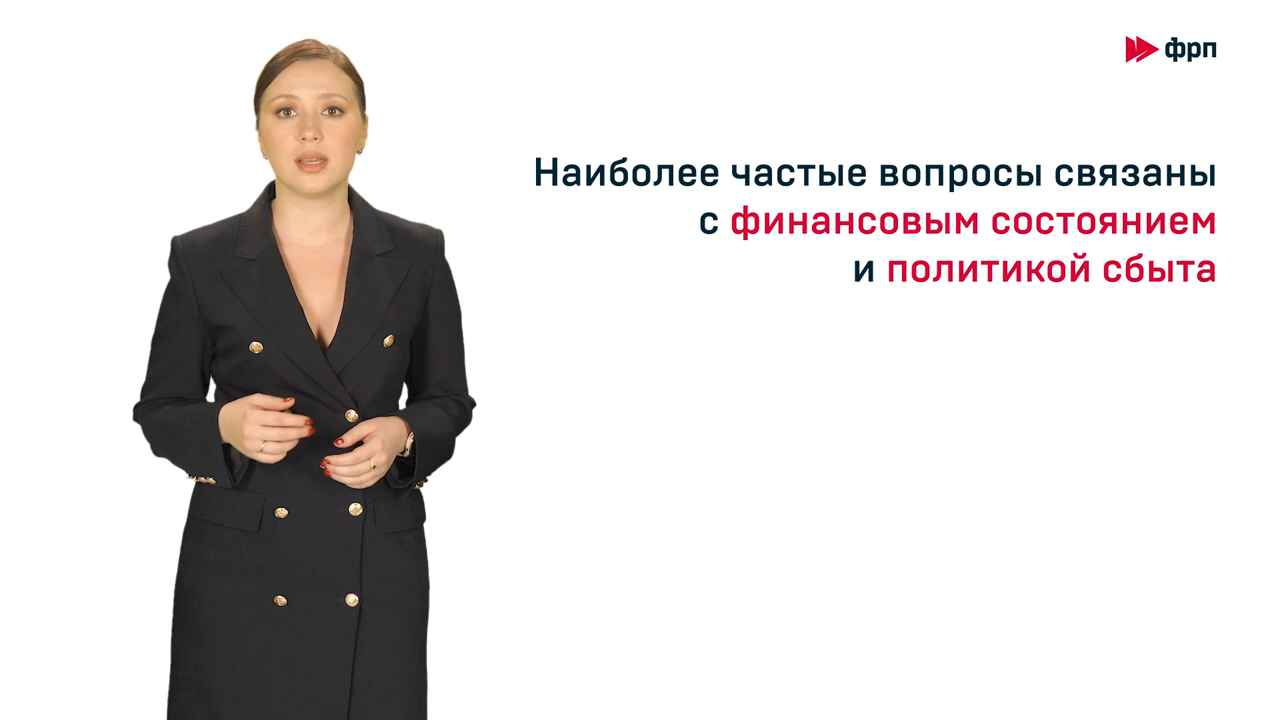 фрп
Наиболее частые вопросы связаны
с финансовым состоянием
и политикой сбыта